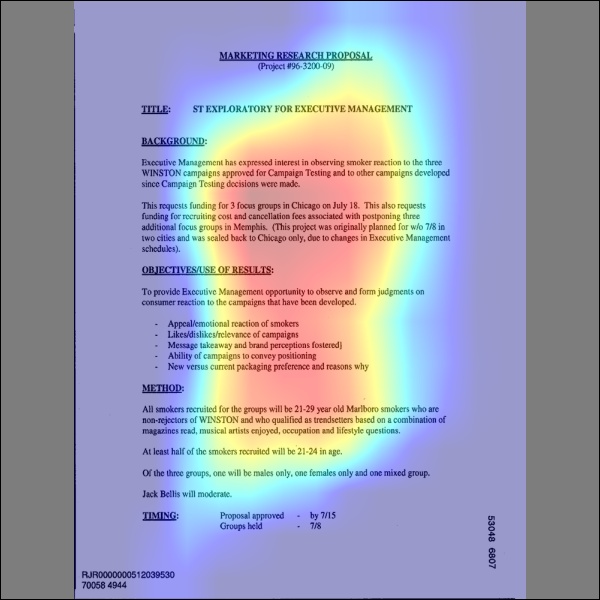 MARKETING RESEARCH PROPOSAL
(Project #96-3200-09)
TITLE: ST EXPLORATORY FOR EXECUTIVE MANAGEMENT
BACKGROUND:
Executive Management has expressed interest in observing smoker reaction to the three
WINSTON campaigns approved for Campaign Testing and to other campaigns developed
since Campaign Testing decisions were made.
This requests funding for 3 focus groups in Chicago on July 18. This also requests
funding for recruiting cost and cancellation fees associated with postponing three
additional focus groups in Memphis. (This project was originally planned for w/o 7/8 in
two cities and was sealed back to Chicago only, due to changes in Executive Management
schedules).
OBJECTIVES/USE OF RESULTS:
To provide Executive Management opportunity to observe and form judgments on
consumer reaction to the campaigns that have been developed.
- Appeal/emotional reaction of smokers
- Likes/dislikes/relevance of campaigns
- Message takeaway and brand perceptions fostered]
- Ability of campaigns to convey positioning
- New versus current packaging preference and reasons why
METHOD:
All smokers recruited for the groups will be 21-29 year old Marlboro smokers who are
non-rejectors of WINSTON and who qualified as trendsetters based on a combination of
magazines read, musical artists enjoyed, occupation and lifestyle questions.
At least half of the smokers recruited will be 21-24 in age.
Of the three groups, one will be males only, one females only and one mixed group.
Jack Bellis will moderate.
TIMING: Proposal approved - by 7/15
Groups held - 7/8
53048 6807
RJR0000000512039530
70058 4944